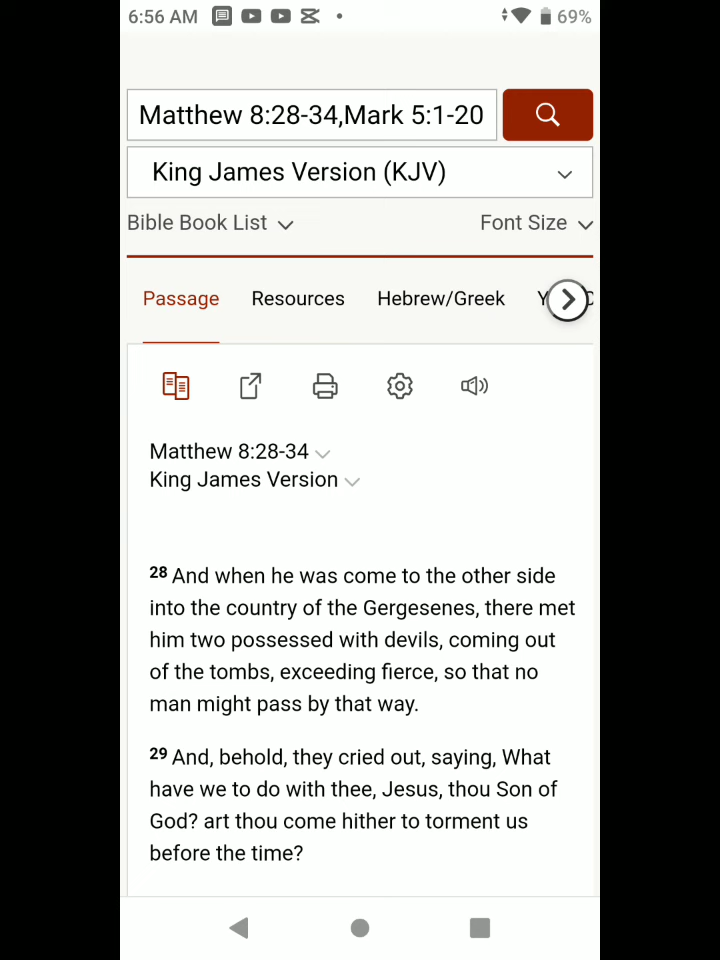 6:56 AM 69%
Matthew 8:28-34,Mark 5:1-20
King James Version (KJV)
Bible Book List Font Size
Passage Resources Hebrew/Greek
Matthew 8:28-34
King James Version
28 And when he was come to the other side
into the country of the Gergesenes, there met
him two possessed with devils, coming out
of the tombs, exceeding fierce, so that no
man might pass by that way.
29 And, behold, they cried out, saying, What
have we to do with thee, Jesus, thou Son of
God? art thou come hither to torment us
before the time?